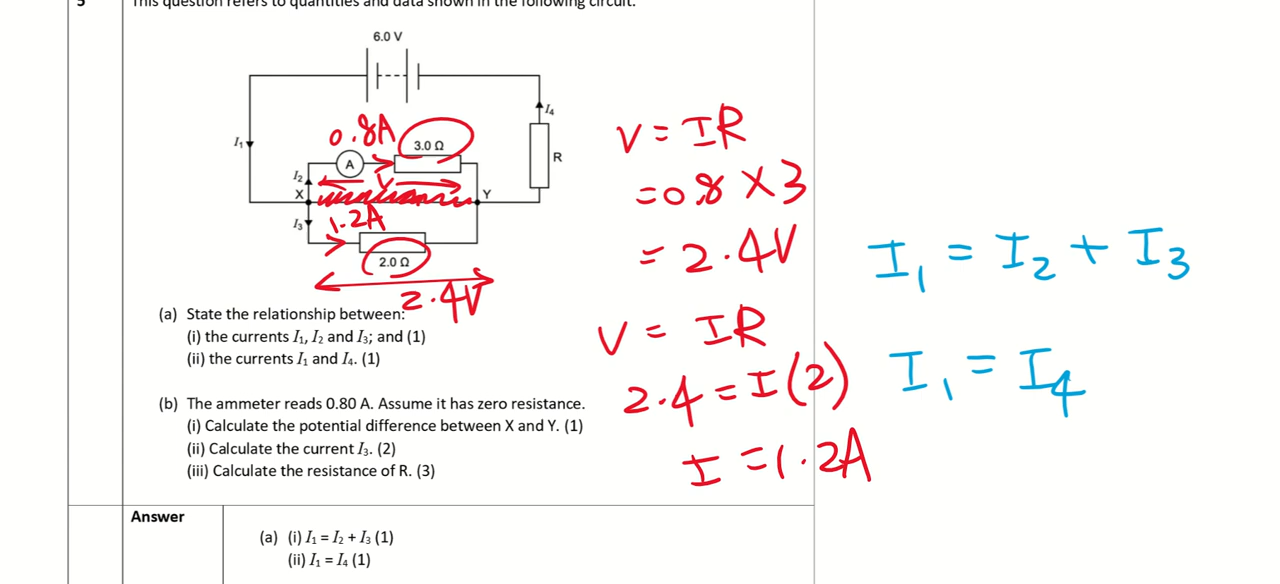 5 This question refers to quantities and data shown in the following circuit.
6.0 V
I₄
I₁
0.8A
3.0 Ω
A
R
I₂
X
Y
I₃
1.2A
2.0 Ω
2.4V
V = IR
= 0.8 × 3
= 2.4V
V = IR
2.4 = I(2)
I = 1.2A
I₁ = I₂ + I₃
I₁ = I₄
(a) State the relationship between:
(i) the currents I₁, I₂ and I₃; and (1)
(ii) the currents I₁ and I₄. (1)
(b) The ammeter reads 0.80 A. Assume it has zero resistance.
(i) Calculate the potential difference between X and Y. (1)
(ii) Calculate the current I₃. (2)
(iii) Calculate the resistance of R. (3)
Answer
(a) (i) I₁ = I₂ + I₃ (1)
(ii) I₁ = I₄ (1)